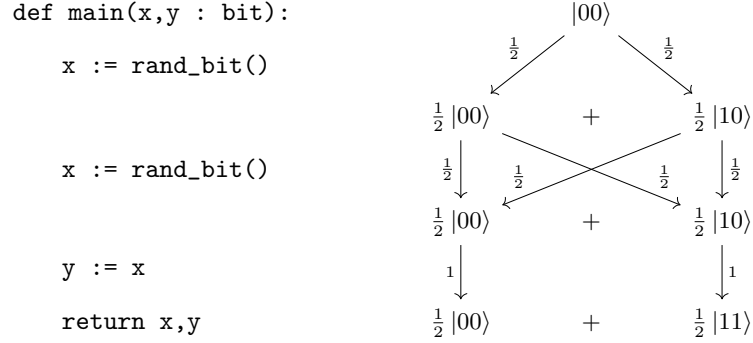 def main(x,y : bit): |00⟩
1/2 1/2
x := rand_bit() 1/2 |00⟩ + 1/2 |10⟩
x := rand_bit() 1/2 1/2 1/2 1/2
1/2 |00⟩ + 1/2 |10⟩
y := x 1 1
return x,y 1/2 |00⟩ + 1/2 |11⟩